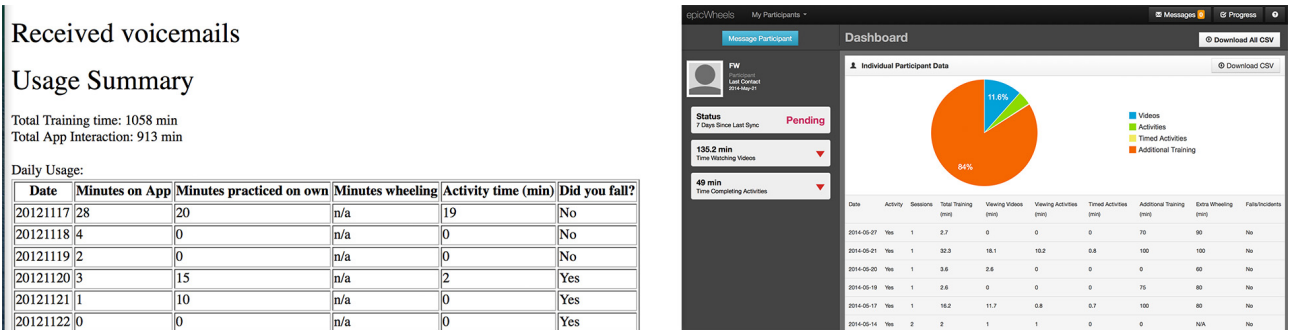 Received voicemails
Usage Summary
Total Training time: 1058 min
Total App Interaction: 913 min
Daily Usage:
Date Minutes on App Minutes practiced on own Minutes wheeling Activity time (min) Did you fall?
20121117 28 20 n/a 19 No
20121118 4 0 n/a 0 No
20121119 2 0 n/a 0 No
20121120 3 15 n/a 2 Yes
20121121 1 10 n/a 0 Yes
20121122 0 0 n/a 0 Yes
epicWheels My Participants Messages 0 Progress ?
Message Participant Dashboard Download All CSV
FW
Participant
Last Contact
2014-May-21
Status
7 Days Since Last Sync
Pending
135.2 min
Time Watching Videos
49 min
Time Completing Activities
Individual Participant Data Download CSV
11.6%
84%
Videos
Activities
Timed Activities
Additional Training
Date Activity Sessions Total Training (min) Viewing Videos (min) Viewing Activities (min) Timed Activities (min) Additional Training (min) Extra Wheeling (min) Falls/Incidents
2014-05-27 Yes 1 2.7 0 0 0 70 90 No
2014-05-21 Yes 1 32.3 18.1 10.2 0.8 100 100 No
2014-05-20 Yes 1 3.6 2.6 0 0 0 60 No
2014-05-19 Yes 1 2.6 0 0 0 75 80 No
2014-05-17 Yes 1 16.2 11.7 0.8 0.7 100 80 No
2014-05-14 Yes 2 2 1 1 0 0 N/A No